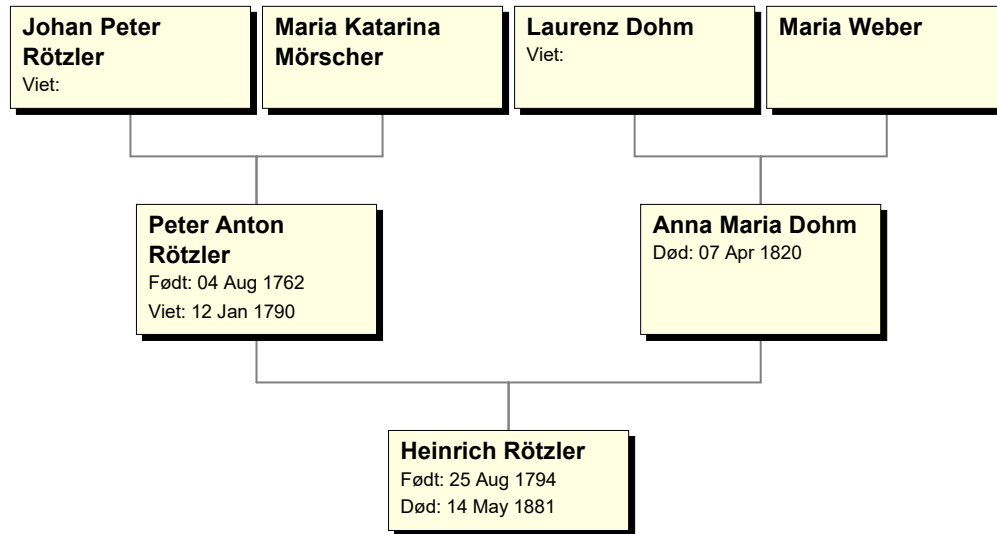 Johan Peter
Rötzler
Viet:
Maria Katarina
Mörscher
Laurenz Dohm
Viet:
Maria Weber
Peter Anton
Rötzler
Født: 04 Aug 1762
Viet: 12 Jan 1790
Anna Maria Dohm
Død: 07 Apr 1820
Heinrich Rötzler
Født: 25 Aug 1794
Død: 14 May 1881